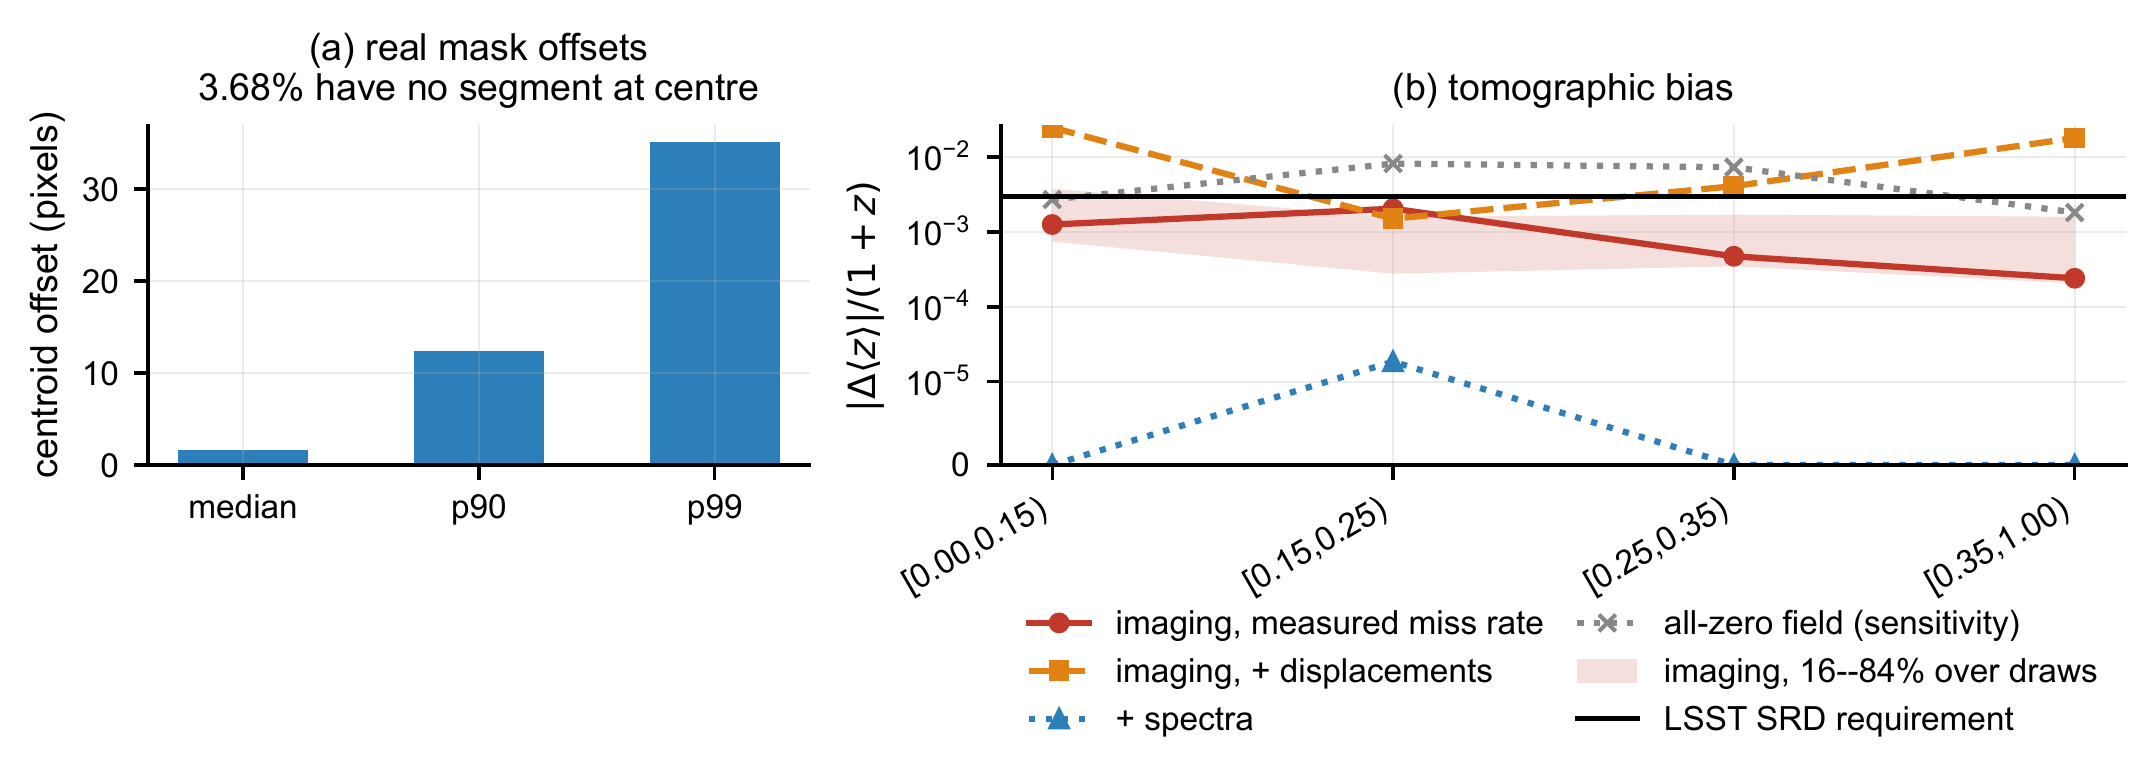 (a) real mask offsets
3.68% have no segment at centre
centroid offset (pixels)
30
20
10
0
median
p90
p99
(b) tomographic bias
|Δ⟨z⟩|/(1 + z)
10⁻²
10⁻³
10⁻⁴
10⁻⁵
0
[0.00,0.15)
[0.15,0.25)
[0.25,0.35)
[0.35,1.00)
imaging, measured miss rate
imaging, + displacements
+ spectra
all-zero field (sensitivity)
imaging, 16--84% over draws
LSST SRD requirement